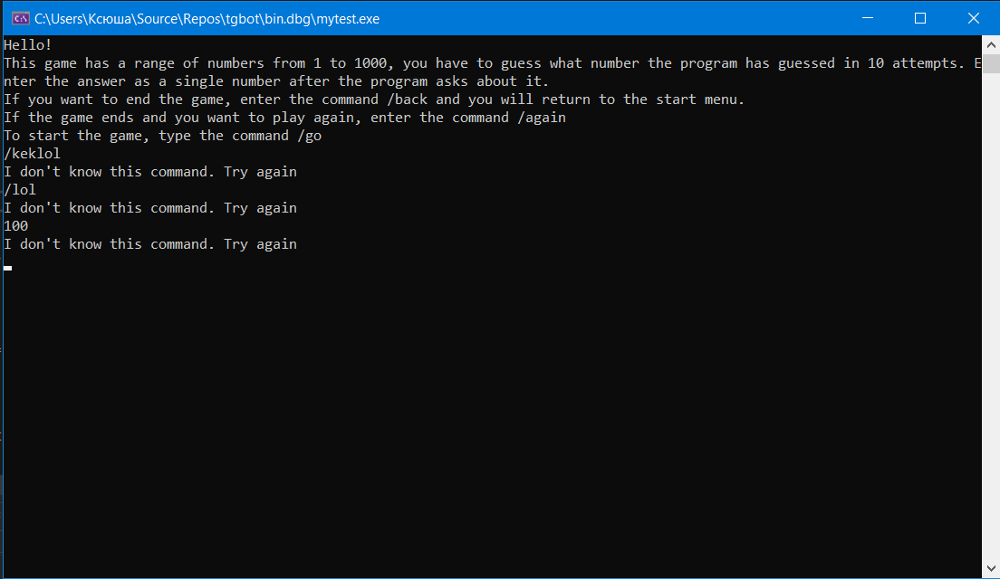 C:\Users\Ксюша\Source\Repos\tgbot\bin.dbg\mytest.exe
Hello!
This game has a range of numbers from 1 to 1000, you have to guess what number the program has guessed in 10 attempts. E
nter the answer as a single number after the program asks about it.
If you want to end the game, enter the command /back and you will return to the start menu.
If the game ends and you want to play again, enter the command /again
To start the game, type the command /go
/keklol
I don't know this command. Try again
/lol
I don't know this command. Try again
100
I don't know this command. Try again